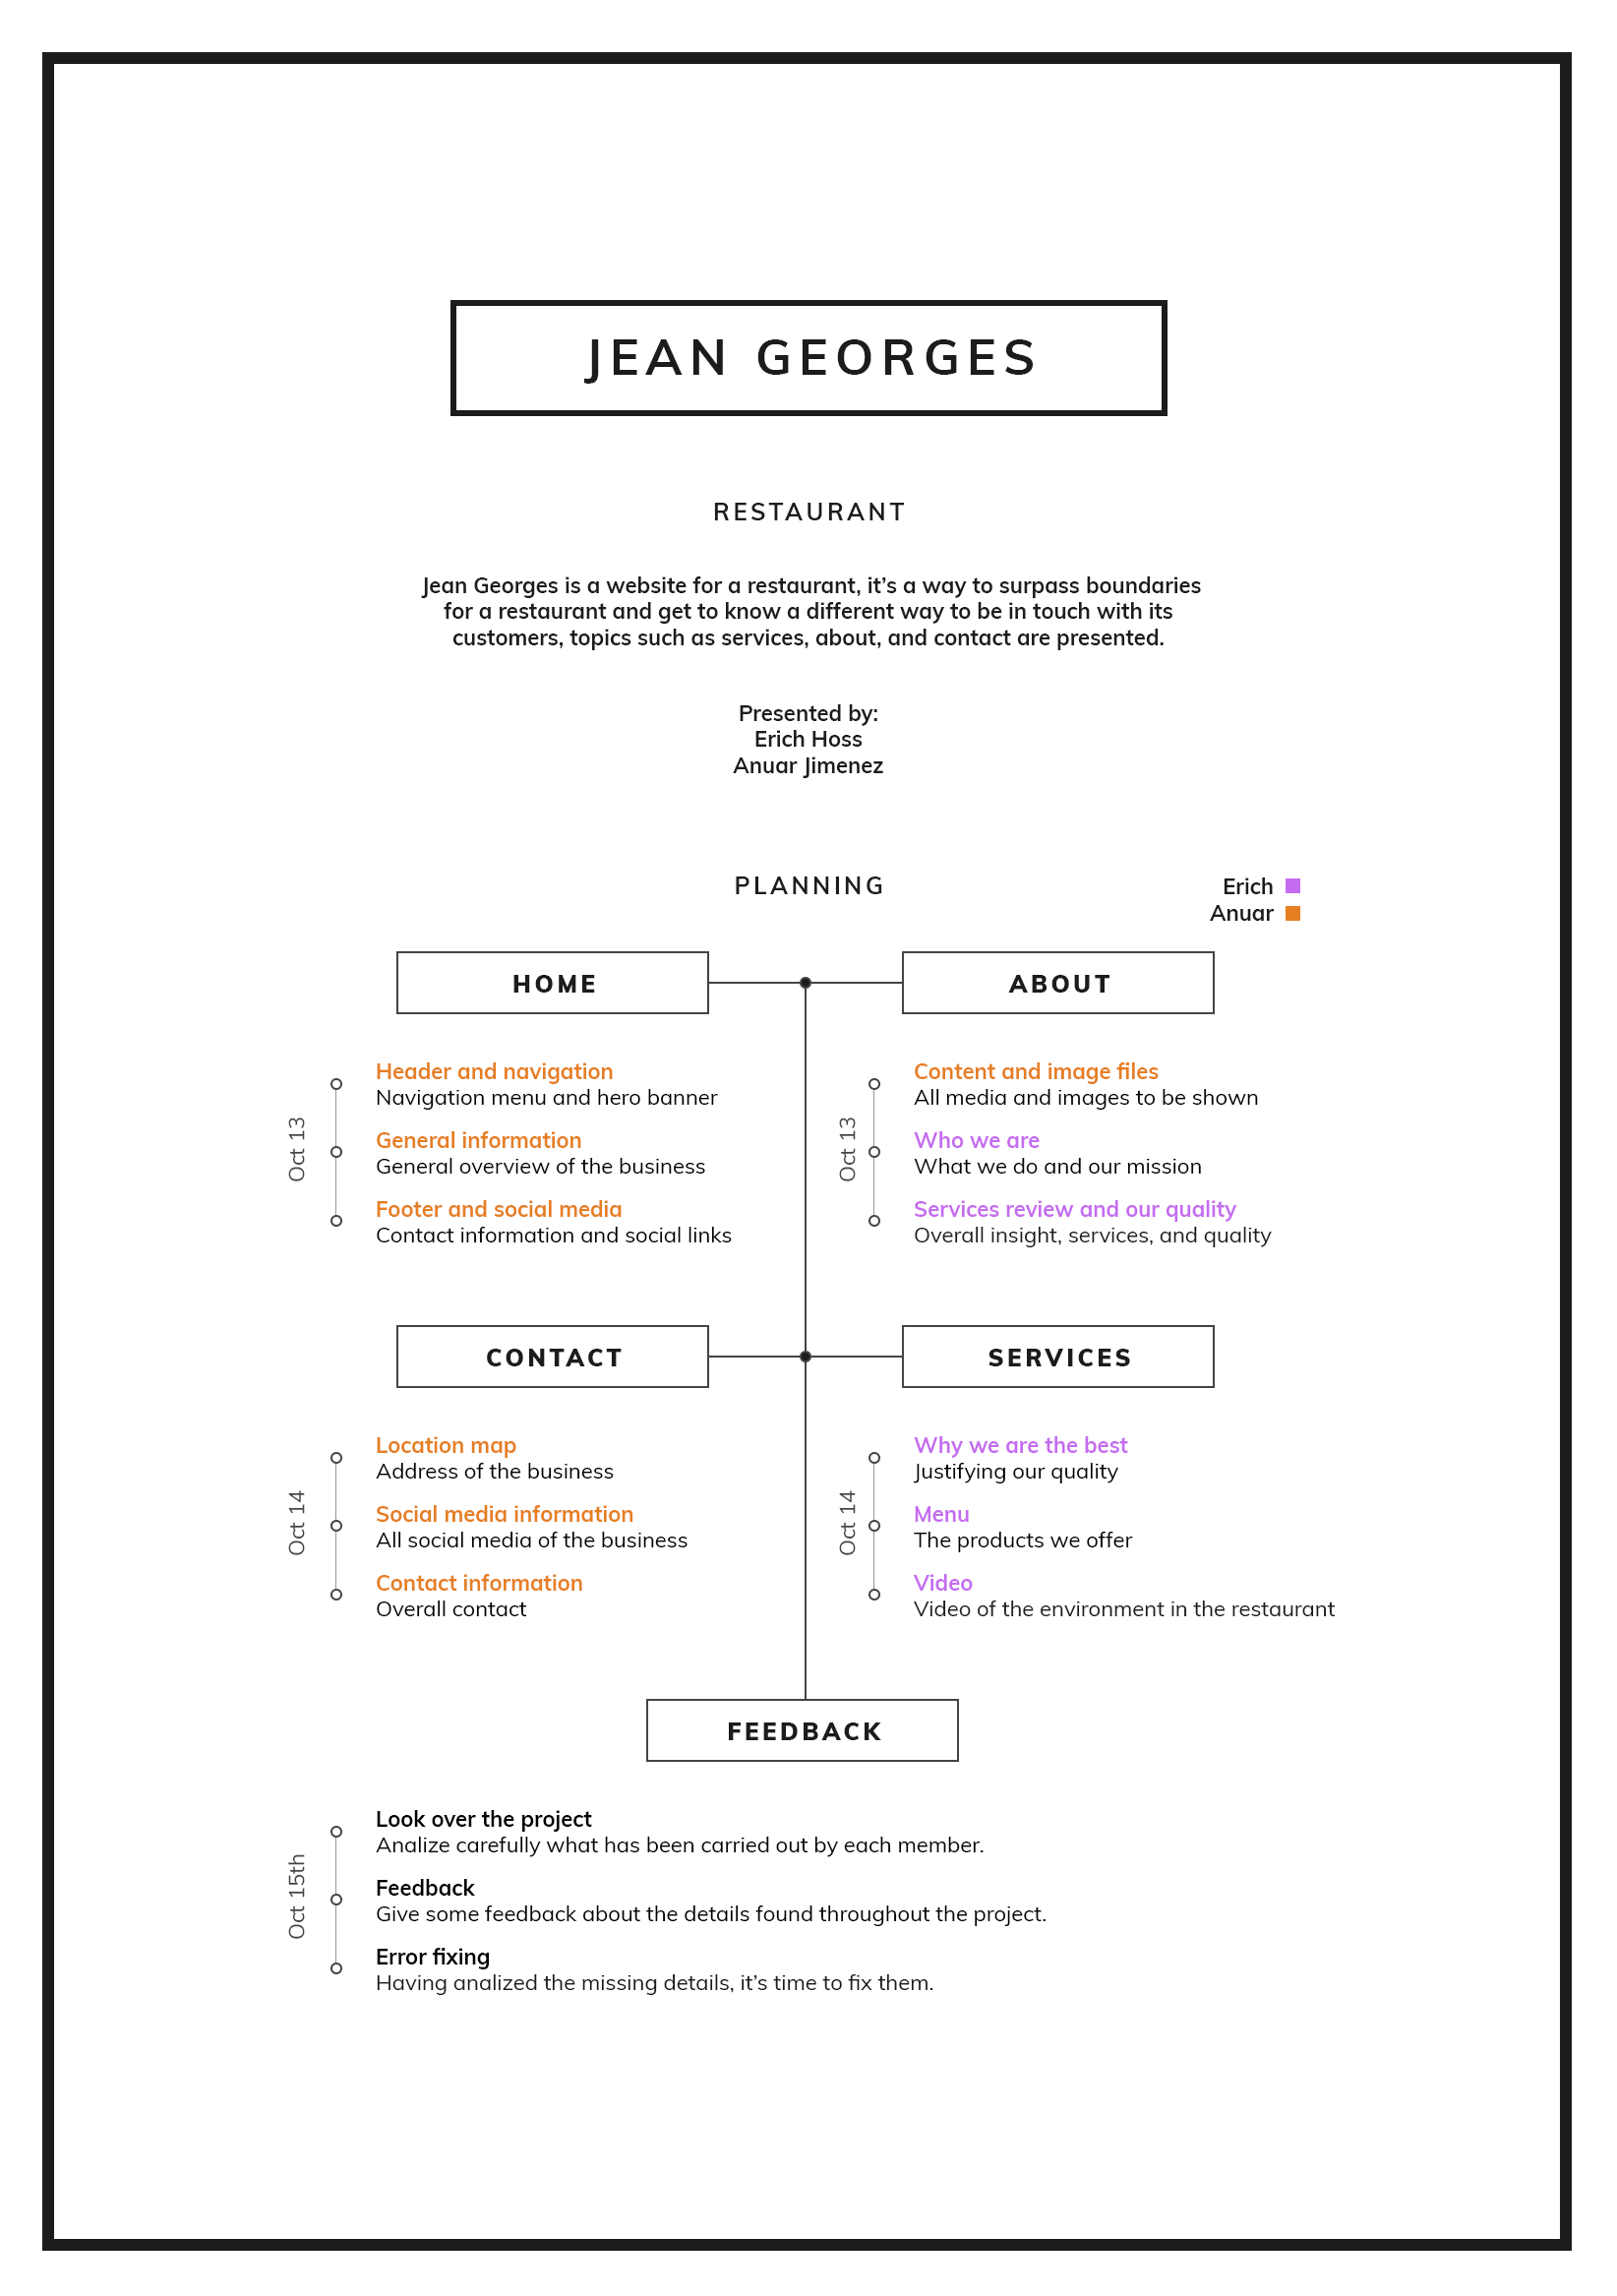 JEAN GEORGES
RESTAURANT
Jean Georges is a website for a restaurant, it’s a way to surpass boundaries
for a restaurant and get to know a different way to be in touch with its
customers, topics such as services, about, and contact are presented.
Presented by:
Erich Hoss
Anuar Jimenez
PLANNING
Erich
Anuar
HOME
Oct 13
Header and navigation
Navigation menu and hero banner
General information
General overview of the business
Footer and social media
Contact information and social links
ABOUT
Oct 13
Content and image files
All media and images to be shown
Who we are
What we do and our mission
Services review and our quality
Overall insight, services, and quality
CONTACT
Oct 14
Location map
Address of the business
Social media information
All social media of the business
Contact information
Overall contact
SERVICES
Oct 14
Why we are the best
Justifying our quality
Menu
The products we offer
Video
Video of the environment in the restaurant
FEEDBACK
Oct 15th
Look over the project
Analize carefully what has been carried out by each member.
Feedback
Give some feedback about the details found throughout the project.
Error fixing
Having analized the missing details, it’s time to fix them.